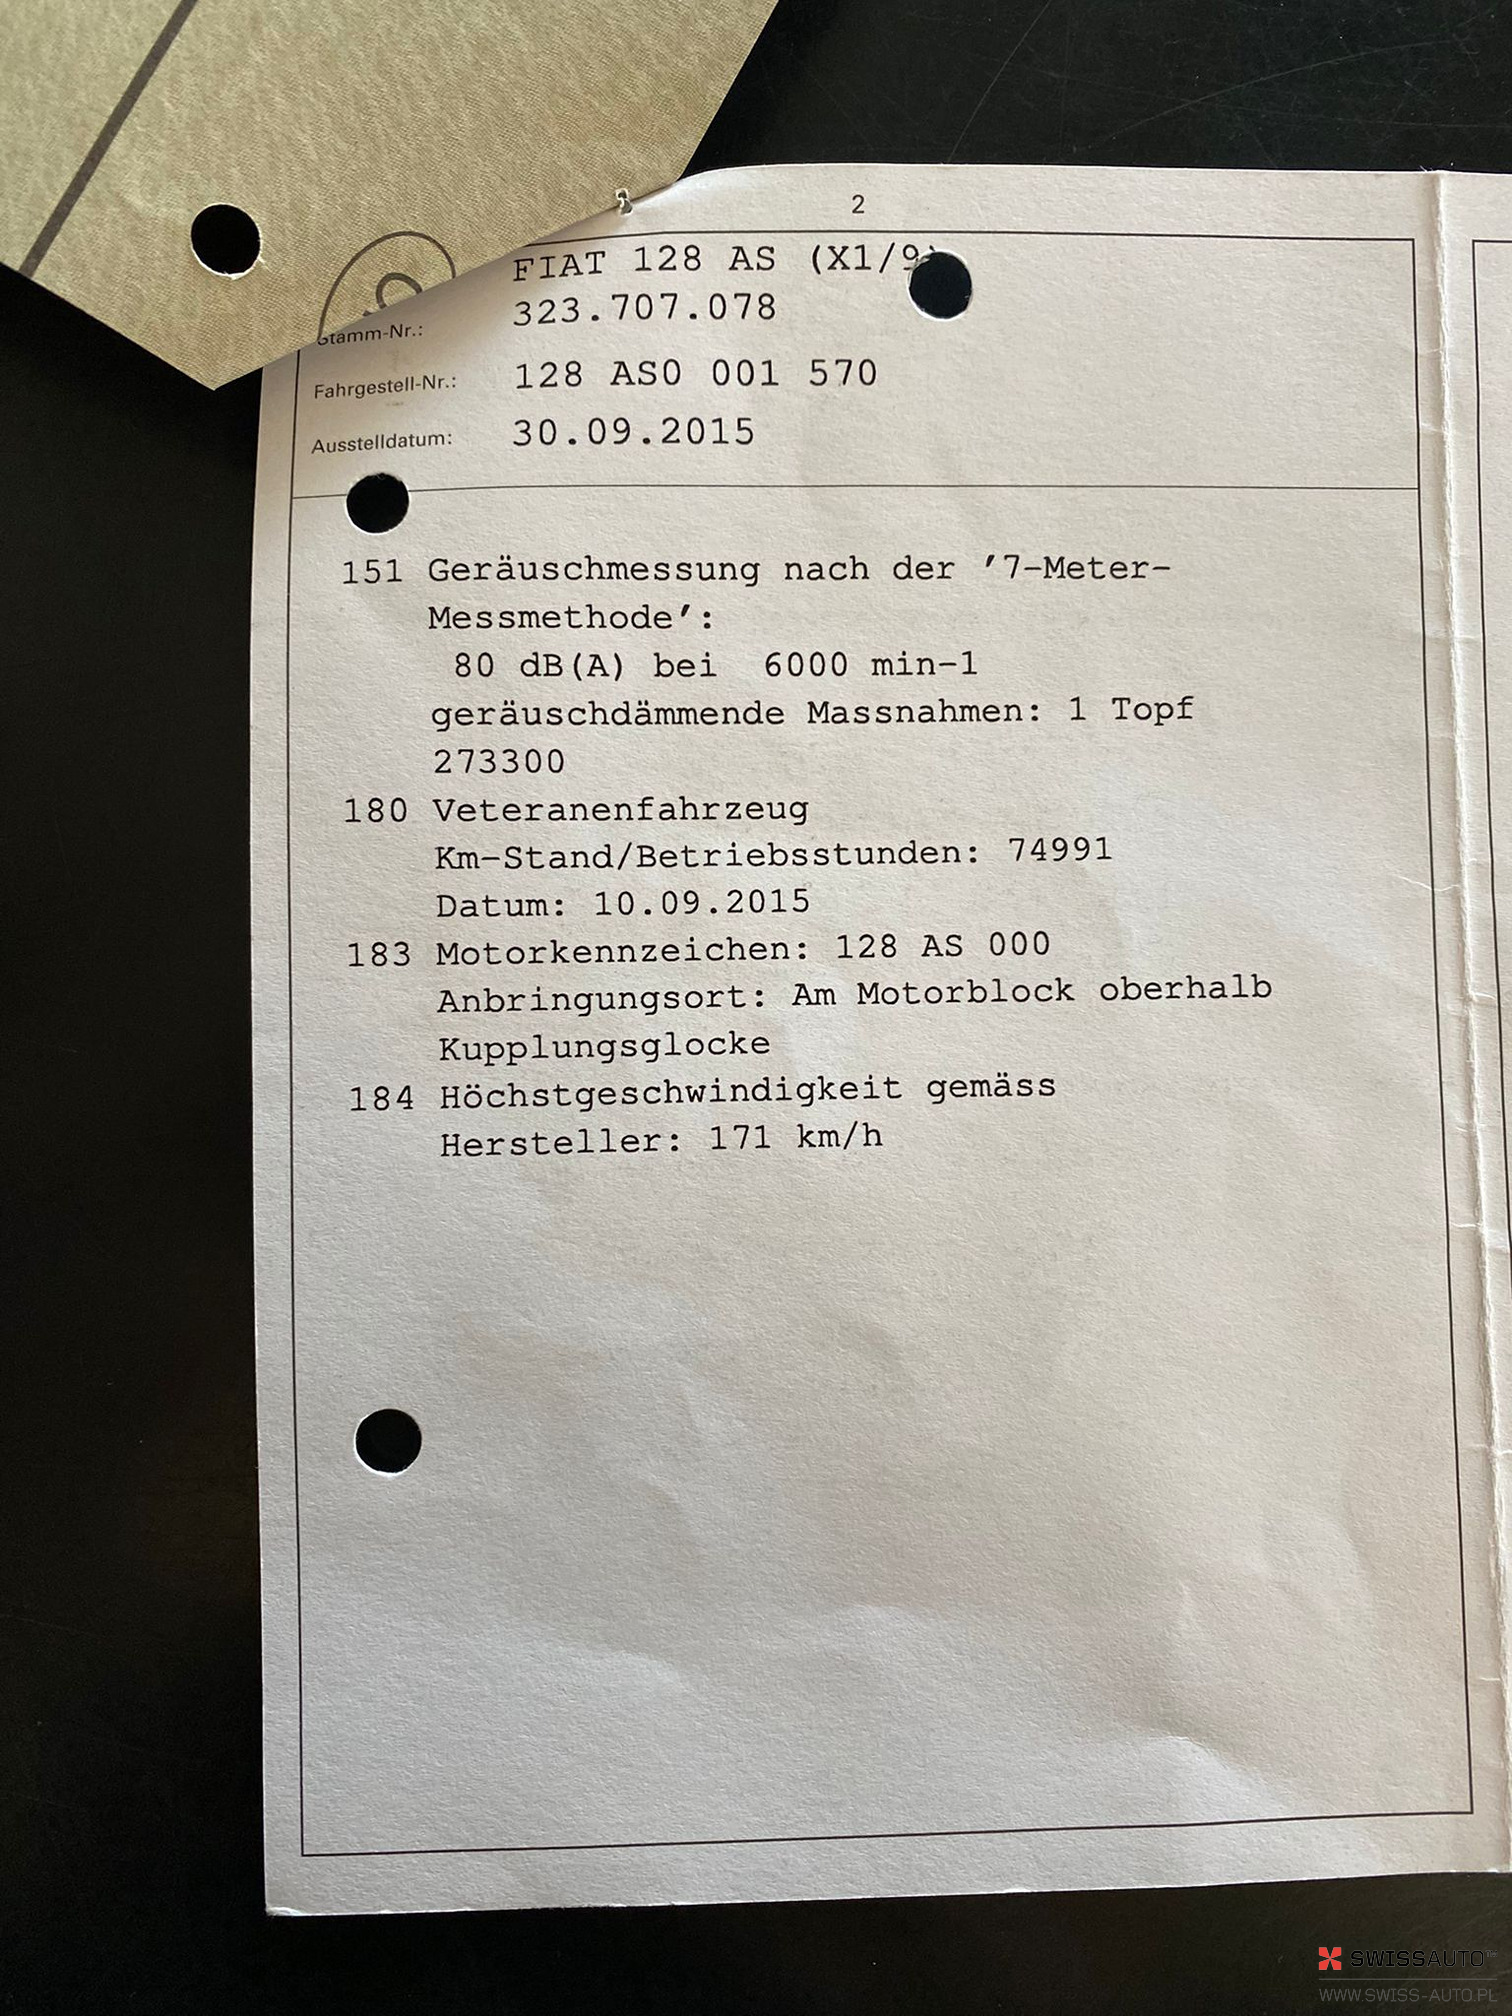 2
FIAT 128 AS (X1/9)
Stamm-Nr.: 323.707.078
Fahrgestell-Nr.: 128 AS0 001 570
Ausstelldatum: 30.09.2015
151 Geräuschmessung nach der '7-Meter-
Messmethode':
80 dB(A) bei 6000 min-1
geräuschdämmende Massnahmen: 1 Topf
273300
180 Veteranenfahrzeug
Km-Stand/Betriebsstunden: 74991
Datum: 10.09.2015
183 Motorkennzeichen: 128 AS 000
Anbringungsort: Am Motorblock oberhalb
Kupplungsglocke
184 Höchstgeschwindigkeit gemäss
Hersteller: 171 km/h
SWISSAUTO
WWW.SWISS-AUTO.PL